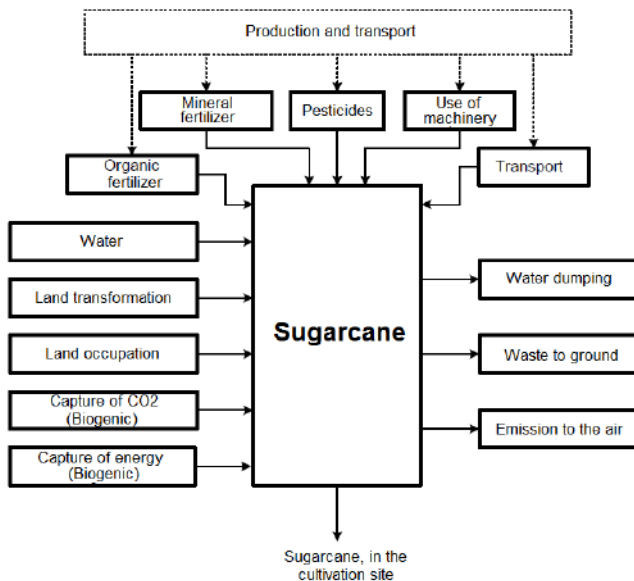 Production and transport
Mineral
fertilizer
Pesticides
Use of
machinery
Organic
fertilizer
Transport
Water
Land transformation
Land occupation
Capture of CO2
(Biogenic)
Capture of energy
(Biogenic)
Sugarcane
Water dumping
Waste to ground
Emission to the air
Sugarcane, in the
cultivation site